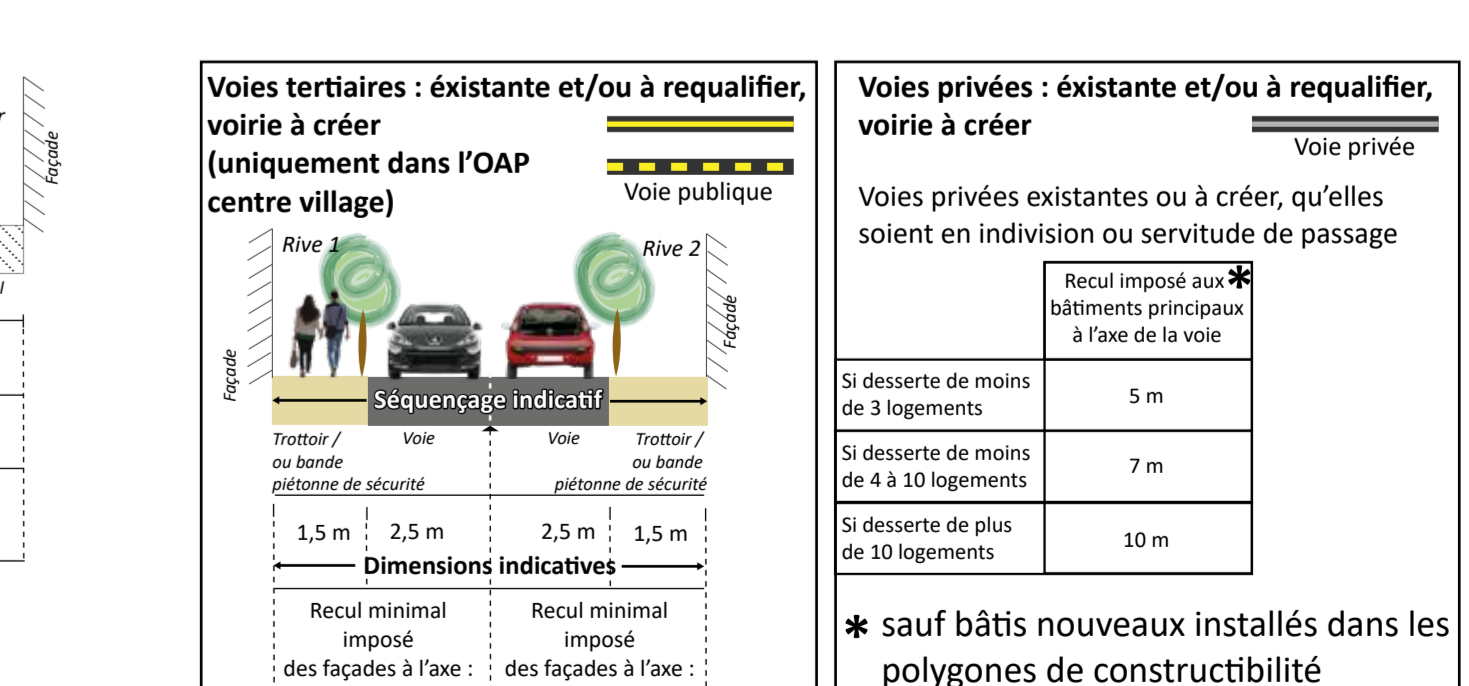 r
Façade
l
Voies tertiaires : éxistante et/ou à requalifier,
voirie à créer
(uniquement dans l'OAP
centre village)
Voie publique
Rive 1
Rive 2
Façade
Façade
Séquençage indicatif
Trottoir /
ou bande
piétonne de sécurité
Voie
Voie
Trottoir /
ou bande
piétonne de sécurité
1,5 m
2,5 m
2,5 m
1,5 m
Dimensions indicatives
Recul minimal
imposé
des façades à l'axe :
Recul minimal
imposé
des façades à l'axe :
Voies privées : éxistante et/ou à requalifier,
voirie à créer
Voie privée
Voies privées existantes ou à créer, qu'elles
soient en indivision ou servitude de passage
Recul imposé aux *
bâtiments principaux
à l'axe de la voie
Si desserte de moins
de 3 logements
5 m
Si desserte de moins
de 4 à 10 logements
7 m
Si desserte de plus
de 10 logements
10 m
* sauf bâtis nouveaux installés dans les
polygones de constructibilité